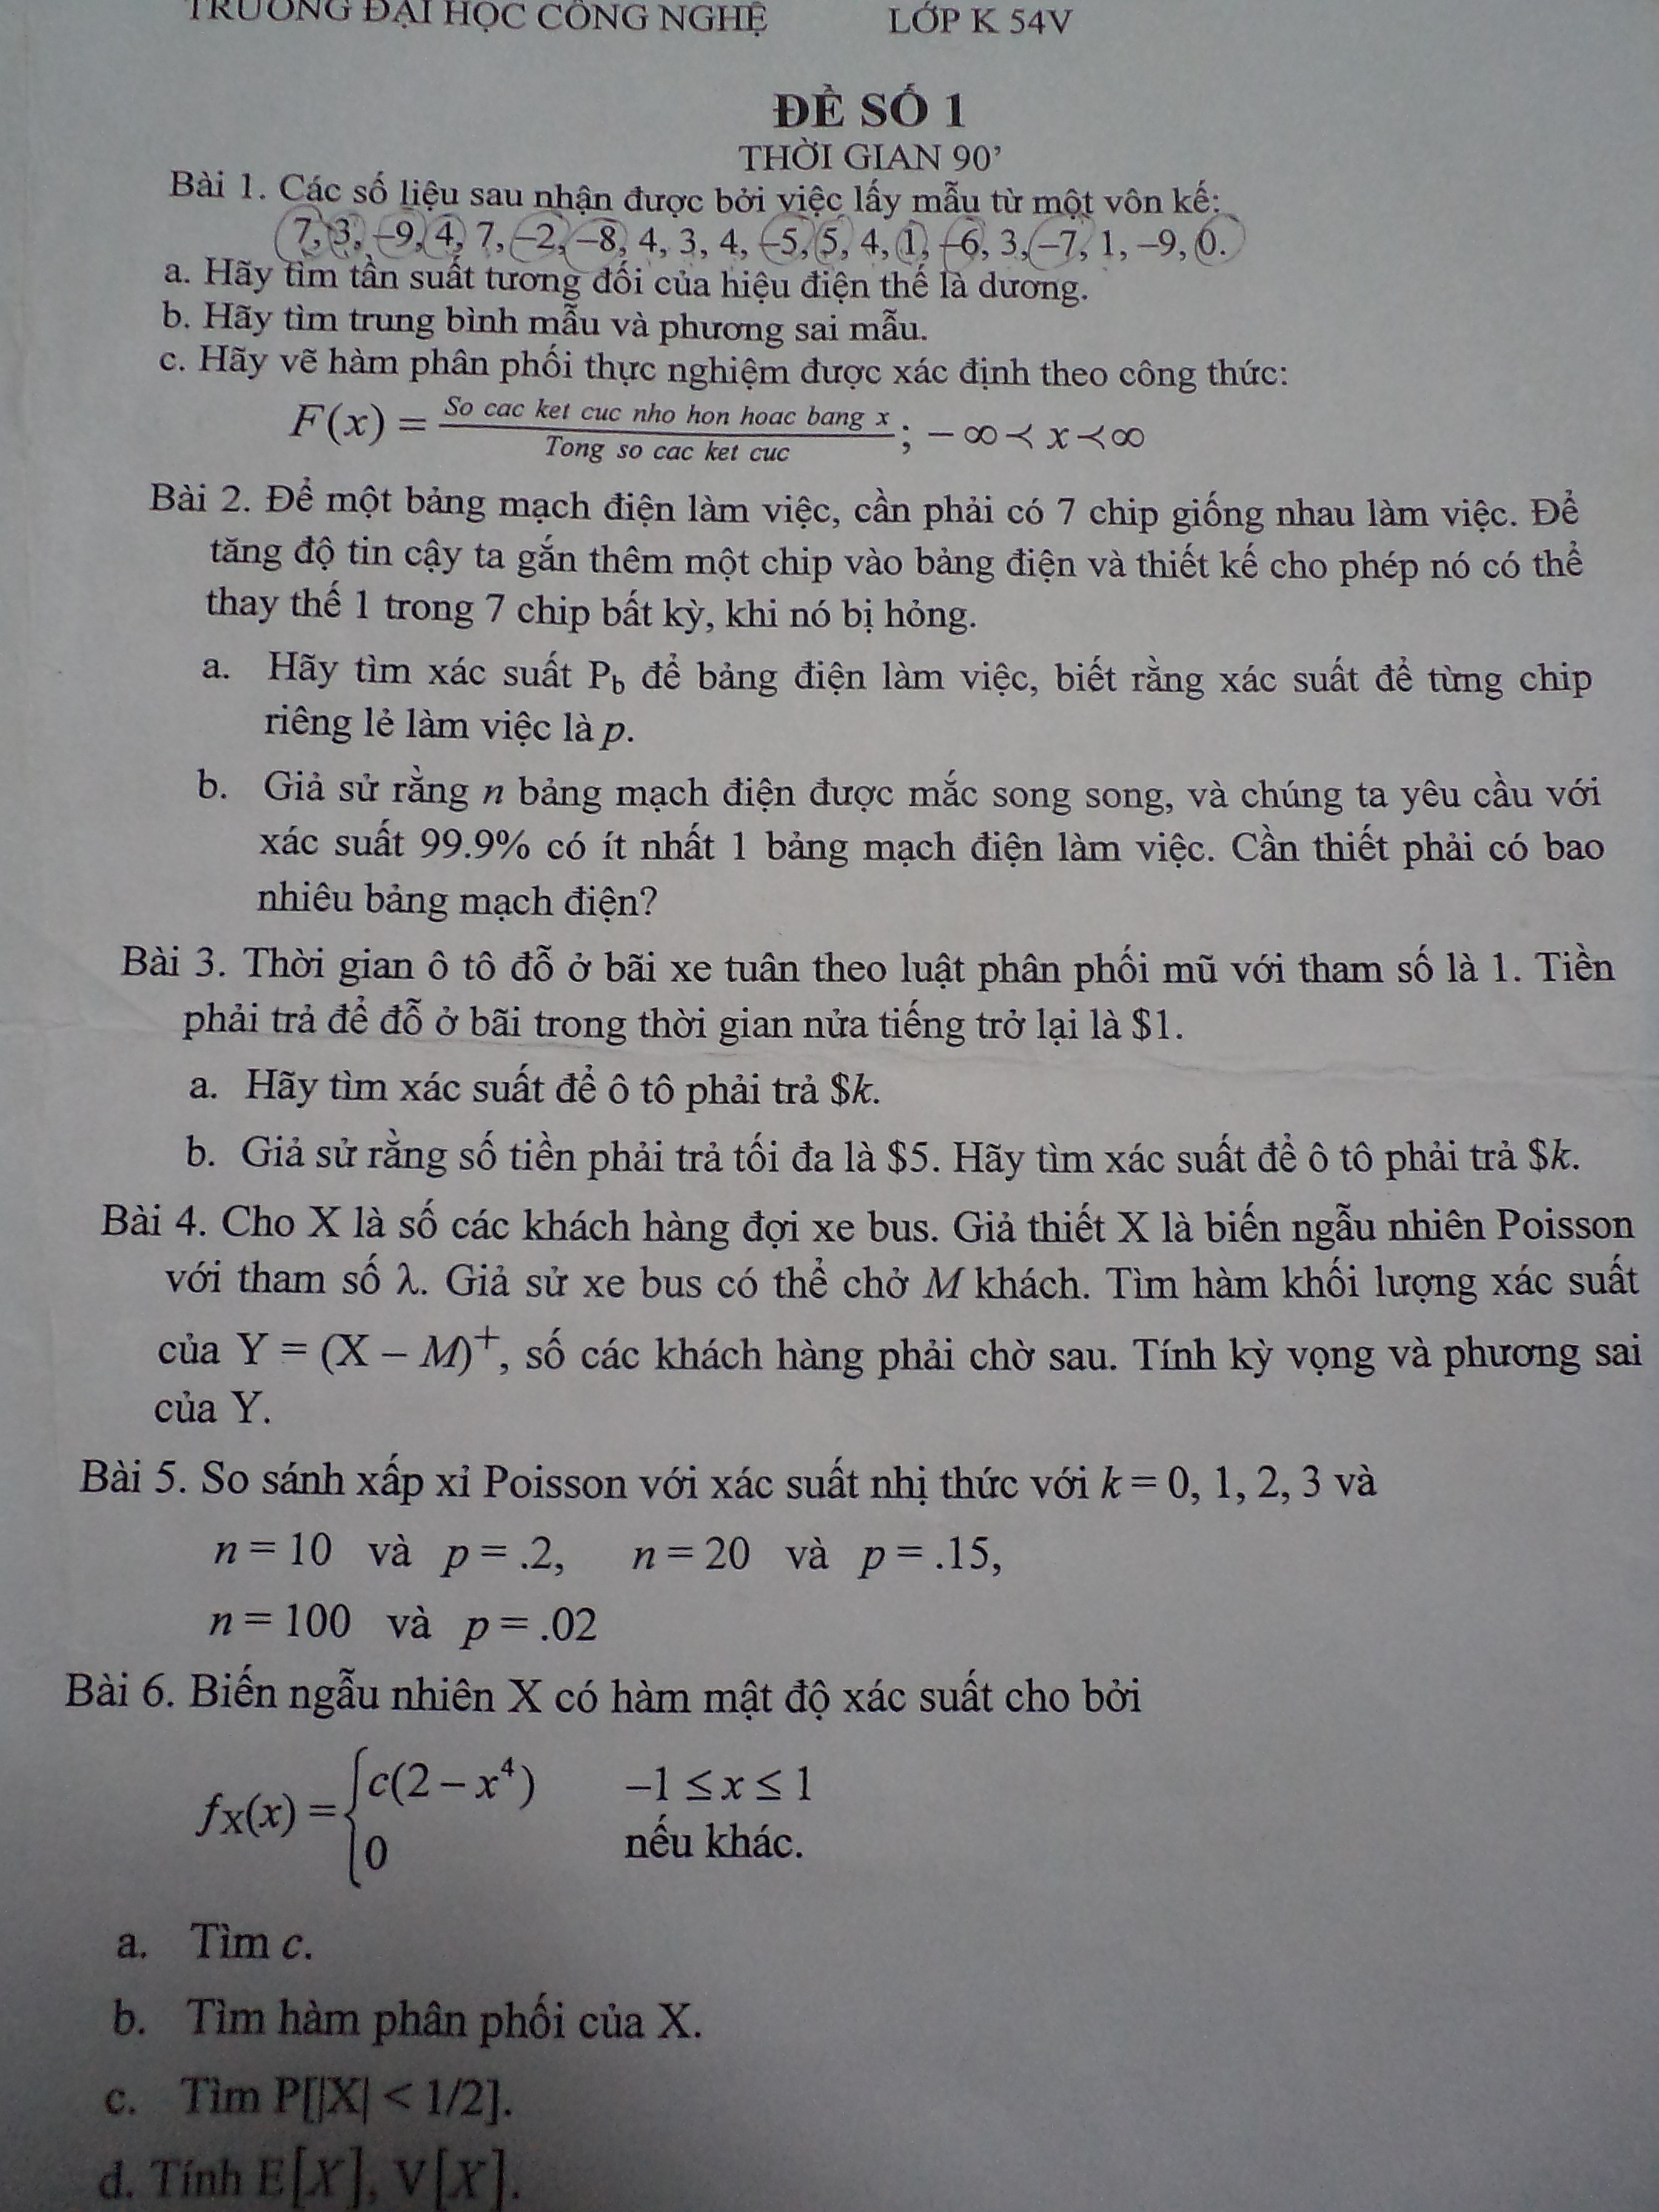 TRƯỜNG ĐẠI HỌC CÔNG NGHỆ LỚP K 54V
ĐỀ SỐ 1
THỜI GIAN 90’
Bài 1. Các số liệu sau nhận được bởi việc lấy mẫu từ một vôn kế:
7, 3, –9, 4, 7, –2, –8, 4, 3, 4, –5, 5, 4, 1, –6, 3, –7, 1, –9, 0.
a. Hãy tìm tần suất tương đối của hiệu điện thế là dương.
b. Hãy tìm trung bình mẫu và phương sai mẫu.
c. Hãy vẽ hàm phân phối thực nghiệm được xác định theo công thức:
F(x) = So cac ket cuc nho hon hoac bang x / Tong so cac ket cuc ; – ∞ ≺ x ≺ ∞
Bài 2. Để một bảng mạch điện làm việc, cần phải có 7 chip giống nhau làm việc. Để
tăng độ tin cậy ta gắn thêm một chip vào bảng điện và thiết kế cho phép nó có thể
thay thế 1 trong 7 chip bất kỳ, khi nó bị hỏng.
a. Hãy tìm xác suất P_b để bảng điện làm việc, biết rằng xác suất để từng chip
riêng lẻ làm việc là p.
b. Giả sử rằng n bảng mạch điện được mắc song song, và chúng ta yêu cầu với
xác suất 99.9% có ít nhất 1 bảng mạch điện làm việc. Cần thiết phải có bao
nhiêu bảng mạch điện?
Bài 3. Thời gian ô tô đỗ ở bãi xe tuân theo luật phân phối mũ với tham số là 1. Tiền
phải trả để đỗ ở bãi trong thời gian nửa tiếng trở lại là $1.
a. Hãy tìm xác suất để ô tô phải trả $k.
b. Giả sử rằng số tiền phải trả tối đa là $5. Hãy tìm xác suất để ô tô phải trả $k.
Bài 4. Cho X là số các khách hàng đợi xe bus. Giả thiết X là biến ngẫu nhiên Poisson
với tham số λ. Giả sử xe bus có thể chở M khách. Tìm hàm khối lượng xác suất
của Y = (X – M)⁺, số các khách hàng phải chờ sau. Tính kỳ vọng và phương sai
của Y.
Bài 5. So sánh xấp xỉ Poisson với xác suất nhị thức với k = 0, 1, 2, 3 và
n = 10 và p = .2, n = 20 và p = .15,
n = 100 và p = .02
Bài 6. Biến ngẫu nhiên X có hàm mật độ xác suất cho bởi
f_X(x) = { c(2 – x⁴) –1 ≤ x ≤ 1
0 nếu khác.
a. Tìm c.
b. Tìm hàm phân phối của X.
c. Tìm P[|X| < 1/2].
d. Tính E[X], V[X].